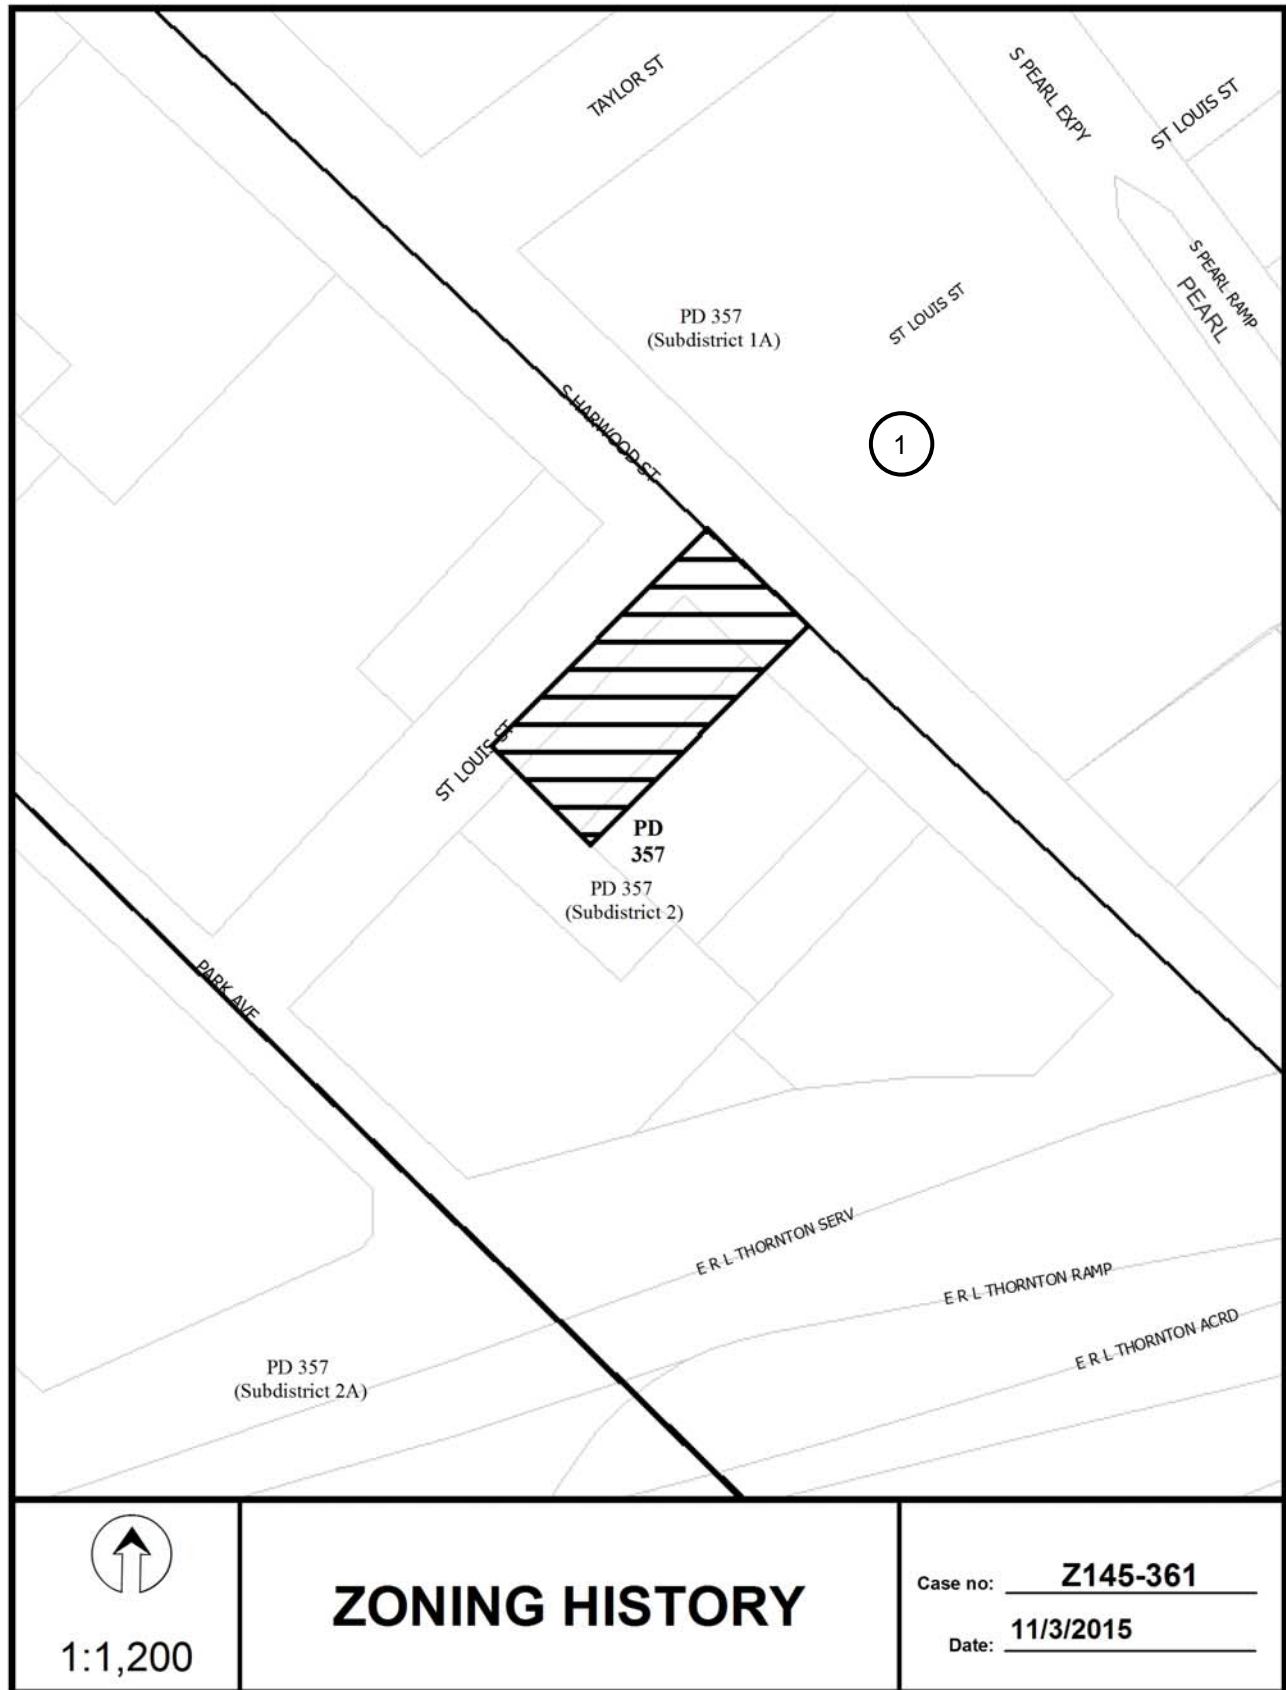 TAYLOR ST
S PEARL EXPY
ST LOUIS ST
S PEARL RAMP
PEARL
ST LOUIS ST
PD 357
(Subdistrict 1A)
S HARWOOD ST
1
ST LOUIS ST
PD
357
PD 357
(Subdistrict 2)
PARK AVE
E R L THORNTON SERV
E R L THORNTON RAMP
E R L THORNTON ACRD
PD 357
(Subdistrict 2A)
1:1,200
ZONING HISTORY
Case no: Z145-361
Date: 11/3/2015